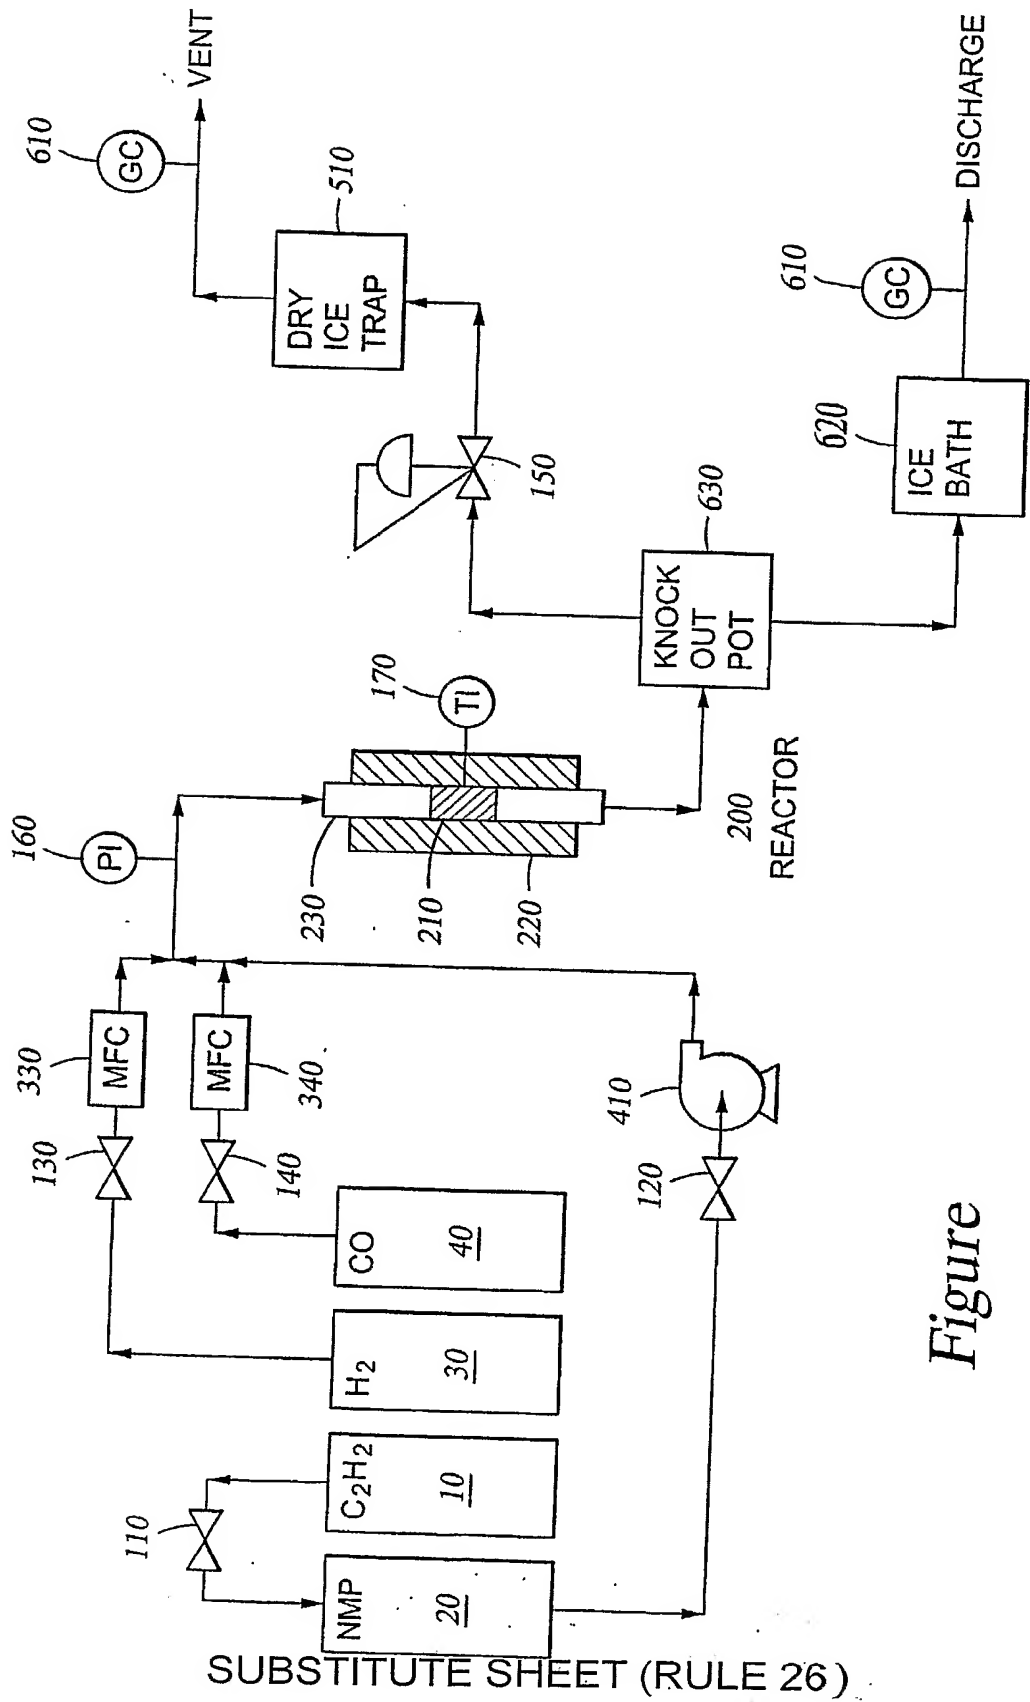 610
GC
VENT
DRY
ICE
TRAP
510
150
610
GC
DISCHARGE
620
ICE
BATH
630
KNOCK
OUT
POT
170
TI
160
PI
230
210
220
200
REACTOR
330
MFC
130
MFC
340
140
410
120
CO
40
H2
30
C2H2
10
110
NMP
20
Figure
SUBSTITUTE SHEET (RULE 26)